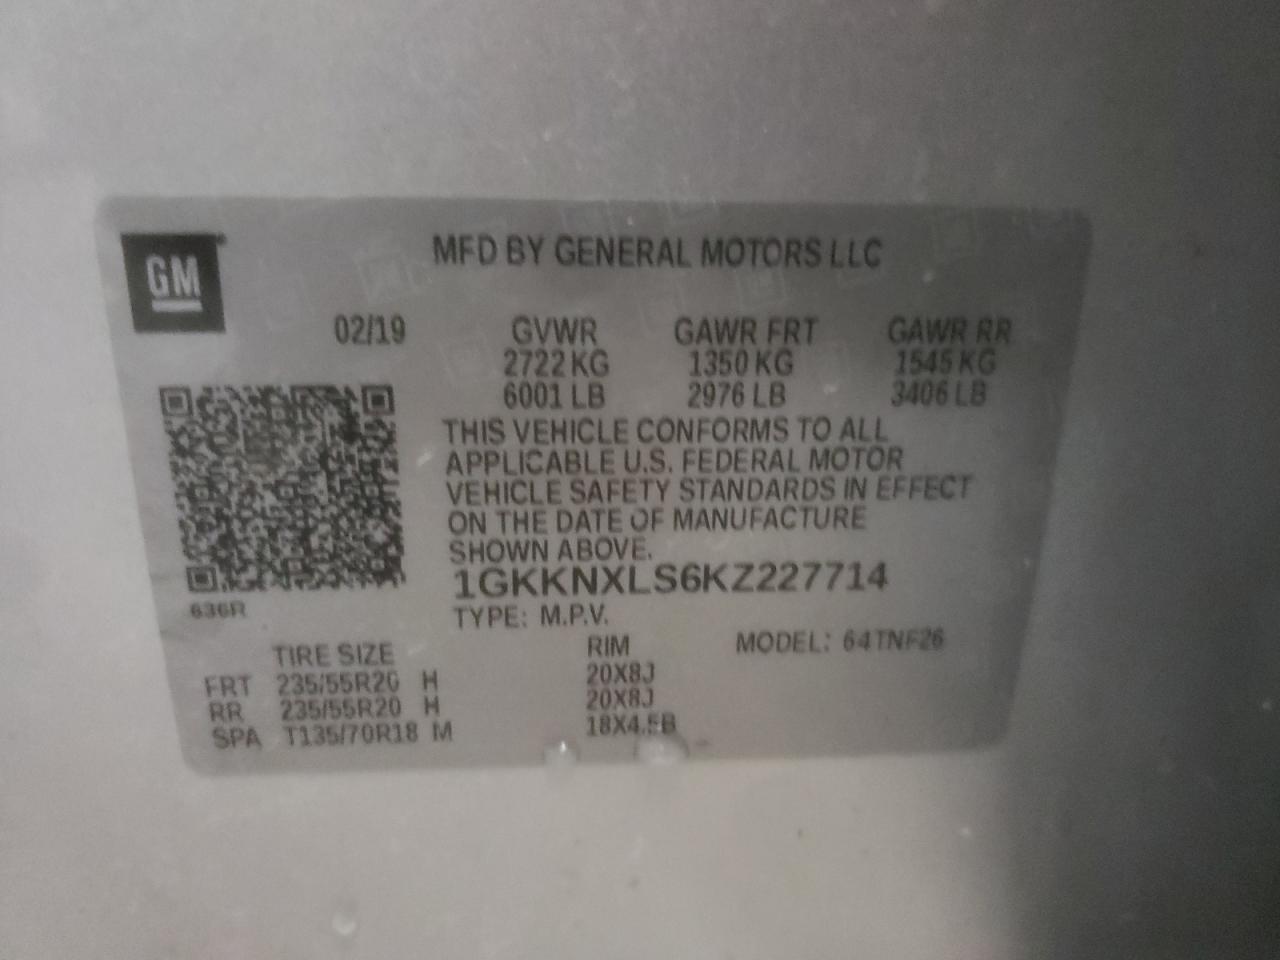 GM
MFD BY GENERAL MOTORS LLC
02/19 GVWR GAWR FRT GAWR RR
2722 KG 1350 KG 1545 KG
6001 LB 2976 LB 3406 LB
THIS VEHICLE CONFORMS TO ALL
APPLICABLE U.S. FEDERAL MOTOR
VEHICLE SAFETY STANDARDS IN EFFECT
ON THE DATE OF MANUFACTURE
SHOWN ABOVE.
1GKKNXLS6KZ227714
636R
TYPE: M.P.V.
TIRE SIZE RIM MODEL: 64TNF26
FRT 235/55R20 H 20X8J
RR 235/55R20 H 20X8J
SPA T135/70R18 M 18X4.5B